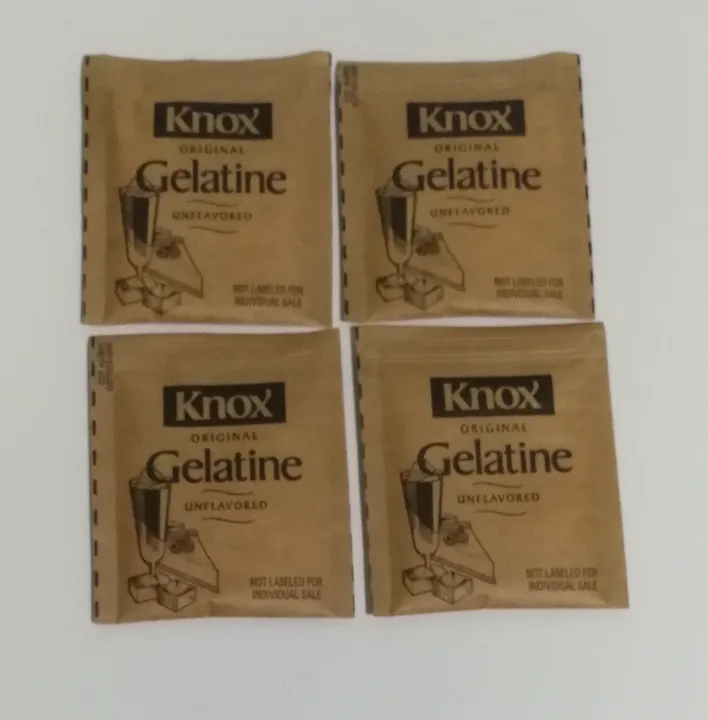 Knox
ORIGINAL
Gelatine
UNFLAVORED
NOT LABELED FOR
INDIVIDUAL SALE
Knox
ORIGINAL
Gelatine
UNFLAVORED
NOT LABELED FOR
INDIVIDUAL SALE
Knox
ORIGINAL
Gelatine
UNFLAVORED
NOT LABELED FOR
INDIVIDUAL SALE
Knox
ORIGINAL
Gelatine
UNFLAVORED
NOT LABELED FOR
INDIVIDUAL SALE